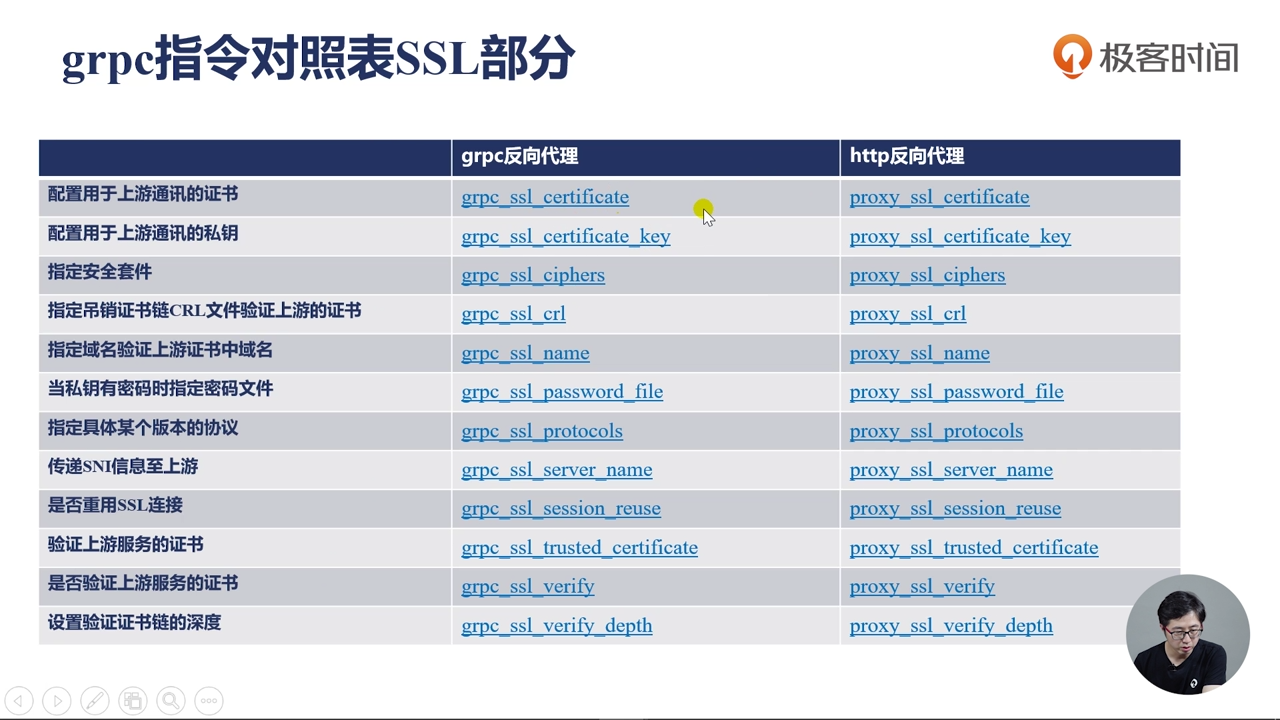 grpc指令对照表SSL部分
极客时间
grpc反向代理 http反向代理
配置用于上游通讯的证书 grpc_ssl_certificate proxy_ssl_certificate
配置用于上游通讯的私钥 grpc_ssl_certificate_key proxy_ssl_certificate_key
指定安全套件 grpc_ssl_ciphers proxy_ssl_ciphers
指定吊销证书链CRL文件验证上游的证书 grpc_ssl_crl proxy_ssl_crl
指定域名验证上游证书中域名 grpc_ssl_name proxy_ssl_name
当私钥有密码时指定密码文件 grpc_ssl_password_file proxy_ssl_password_file
指定具体某个版本的协议 grpc_ssl_protocols proxy_ssl_protocols
传递SNI信息至上游 grpc_ssl_server_name proxy_ssl_server_name
是否重用SSL连接 grpc_ssl_session_reuse proxy_ssl_session_reuse
验证上游服务的证书 grpc_ssl_trusted_certificate proxy_ssl_trusted_certificate
是否验证上游服务的证书 grpc_ssl_verify proxy_ssl_verify
设置验证证书链的深度 grpc_ssl_verify_depth proxy_ssl_verify_depth